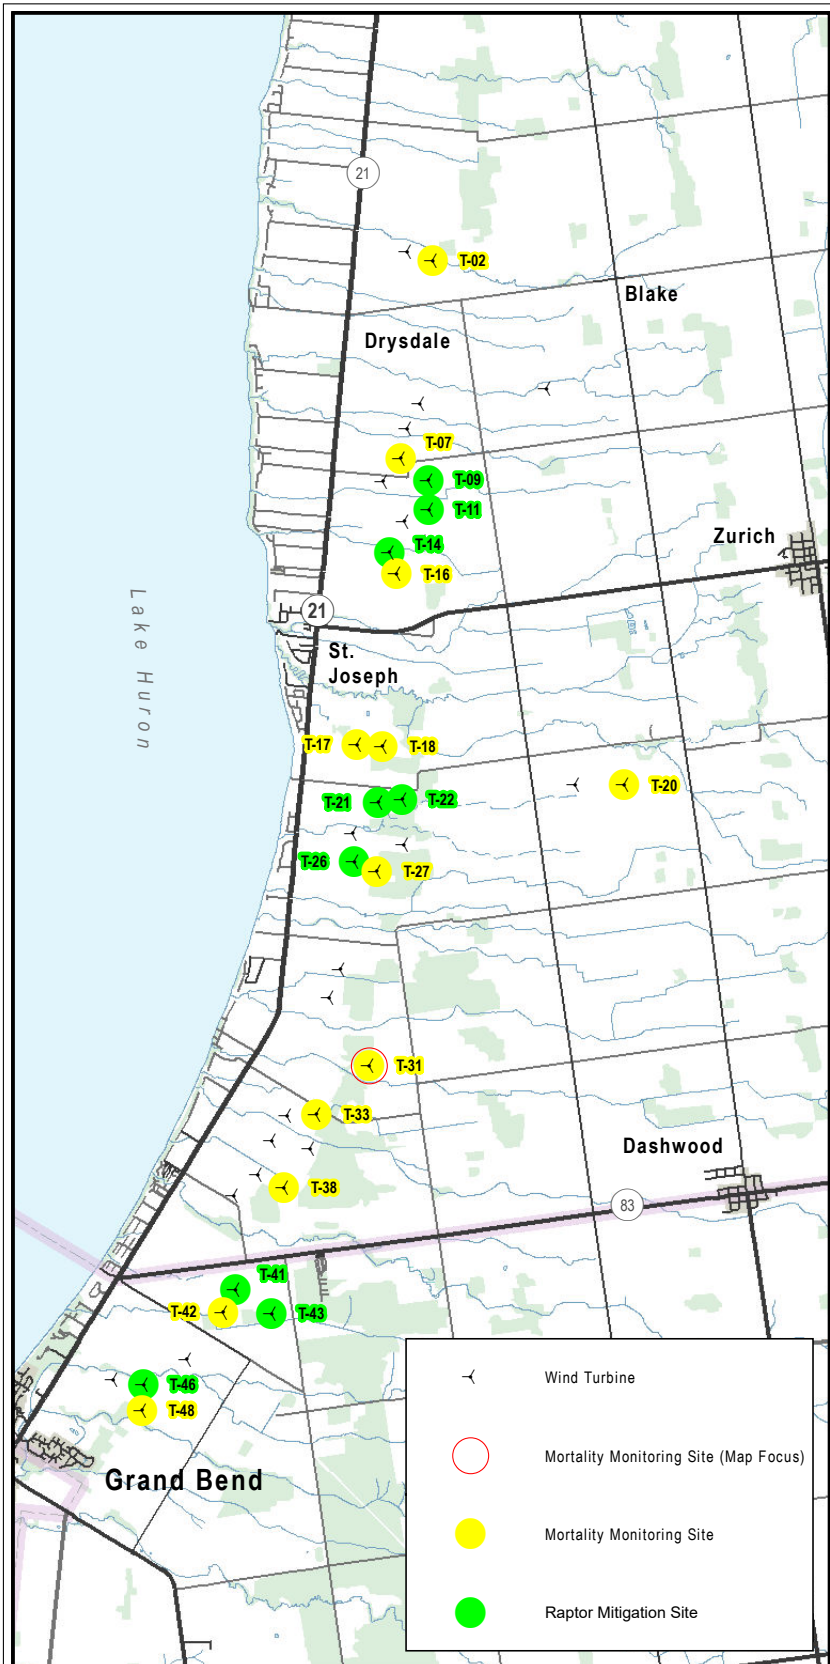 21
T-02
Blake
Drysdale
T-07
T-09
T-11
Zurich
T-14
T-16
21
Lake Huron
St.
Joseph
T-17
T-18
T-20
T-21
T-22
T-26
T-27
T-31
T-33
Dashwood
T-38
83
T-41
T-42
T-43
T-46
T-48
Grand Bend
Wind Turbine
Mortality Monitoring Site (Map Focus)
Mortality Monitoring Site
Raptor Mitigation Site